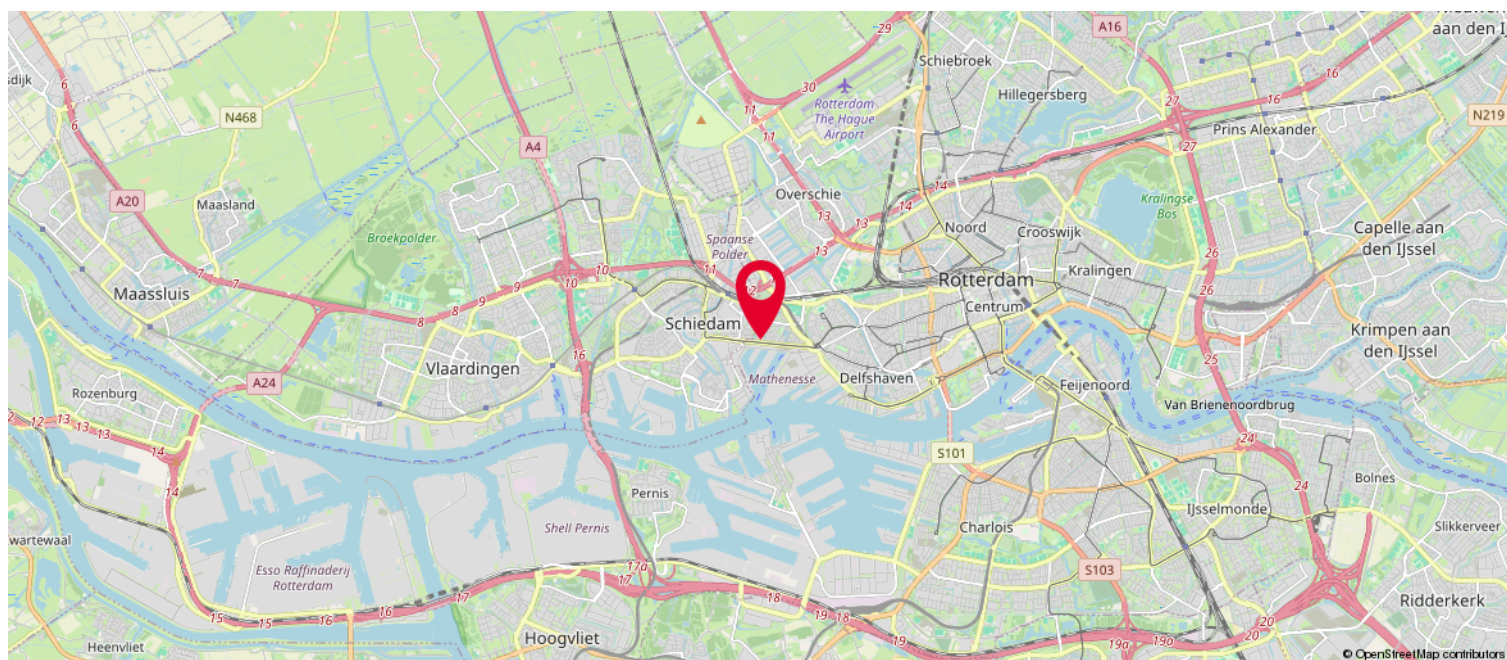 29
A16
aan den IJ
Schiebroek
6
sdijk
30
Rotterdam
The Hague
Airport
Hillegersberg
16
27
16
N219
N468
6
11
11
Prins Alexander
A4
27
A20
Maasland
Overschie
14
14
Kralingse
Bos
Broekpolder
13
13
Noord
Crooswijk
Capelle aan
den IJssel
Spaanse
Polder
13
26
7
7
10
10
11
Rotterdam
Kralingen
26
Maassluis
9
9
8
8
12
Centrum
Schiedam
Krimpen aan
den IJssel
16
25
Vlaardingen
A24
Mathenesse
Delfshaven
Feijenoord
Rozenburg
Van Brienenoordbrug
12
13
13
13
14
24
S101
14
24
Pernis
Bolnes
Shell Pernis
Charlois
IJsselmonde
Slikkerveer
wartewaal
Esso Raffinaderij
Rotterdam
17a
17
S103
17
18
16
16
15
15
19
18
Ridderkerk
20
20
Hoogvliet
19
19a
19a
Heenvliet
© OpenStreetMap contributors